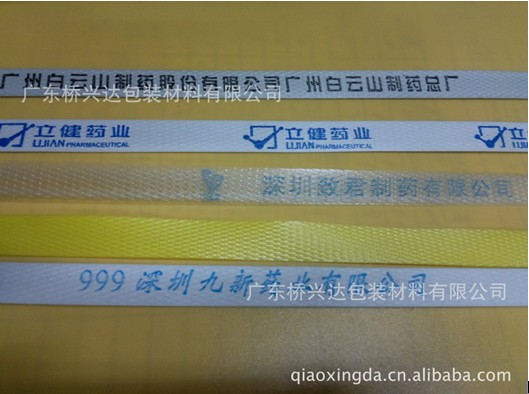 广州白云山制药股份有限公司广州白云山制药总厂
广东桥兴达包装材料有限公司
立健药业 立健药业
LIJIAN PHARMACEUTICAL LIJIAN PHARMACEUTICAL
深圳致君制药有限公司
999 深圳九新药业有限公司
广东桥兴达包装材料有限公司
qiaoxingda.cn.alibaba.com